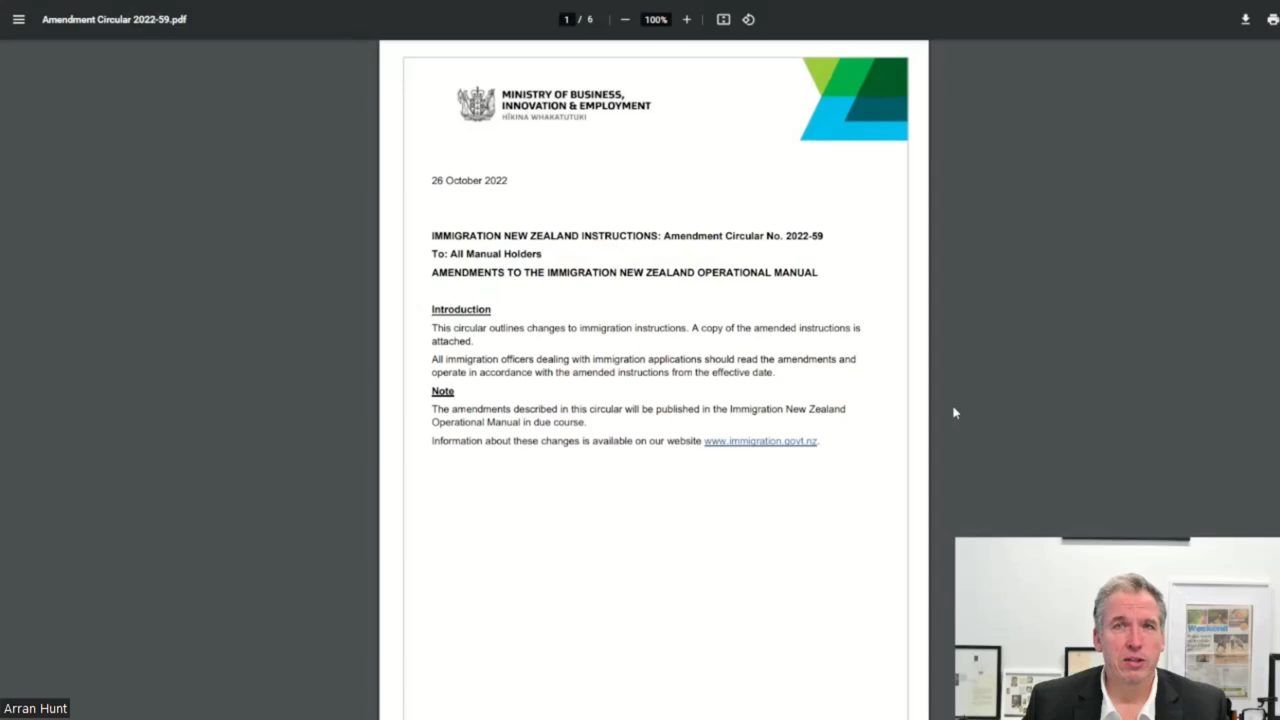 Amendment Circular 2022-59.pdf
1 / 6
100%
MINISTRY OF BUSINESS,
INNOVATION & EMPLOYMENT
HĪKINA WHAKATUTUKI
26 October 2022
IMMIGRATION NEW ZEALAND INSTRUCTIONS: Amendment Circular No. 2022-59
To: All Manual Holders
AMENDMENTS TO THE IMMIGRATION NEW ZEALAND OPERATIONAL MANUAL
Introduction
This circular outlines changes to immigration instructions. A copy of the amended instructions is
attached.
All immigration officers dealing with immigration applications should read the amendments and
operate in accordance with the amended instructions from the effective date.
Note
The amendments described in this circular will be published in the Immigration New Zealand
Operational Manual in due course.
Information about these changes is available on our website www.immigration.govt.nz.
Arran Hunt